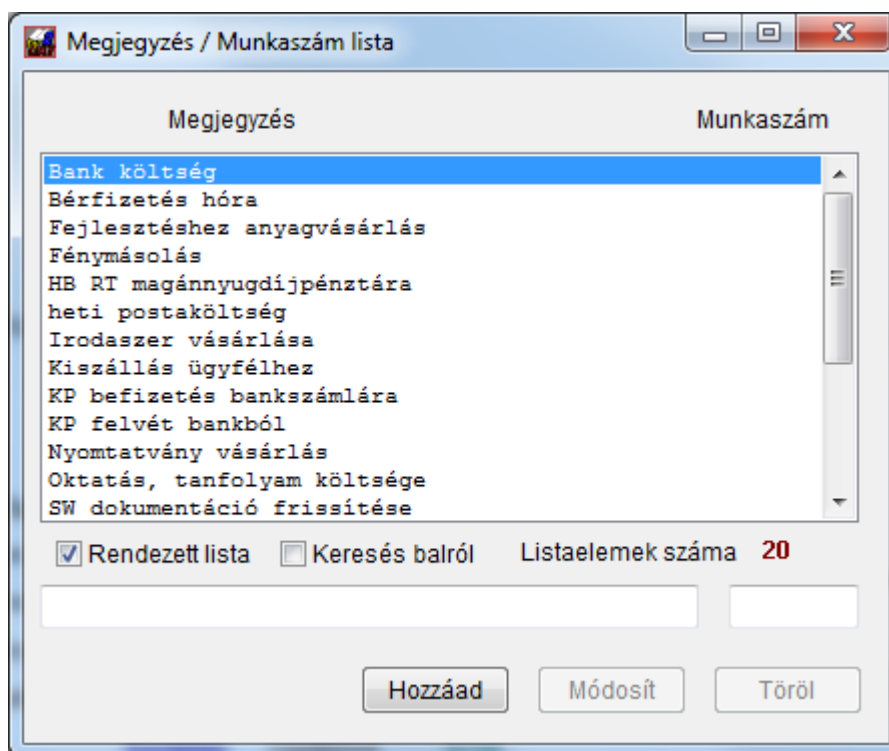 Megjegyzés / Munkaszám lista
Megjegyzés Munkaszám
Bank költség
Bérfizetés hóra
Fejlesztéshez anyagvásárlás
Fénymásolás
HB RT magánnyugdíjpénztára
heti postaköltség
Irodaszer vásárlása
Kiszállás ügyfélhez
KP befizetés bankszámlára
KP felvét bankból
Nyomtatvány vásárlás
Oktatás, tanfolyam költsége
SW dokumentáció frissítése
Rendezett lista Keresés balról Listaelemek száma 20
Hozzáad Módosít Töröl